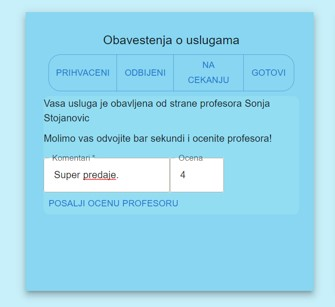 Obavestenja o uslugama
PRIHVACENI
ODBIJENI
NA
CEKANJU
GOTOVI
Vasa usluga je obavljena od strane profesora Sonja
Stojanovic
Molimo vas odvojite bar sekundi i ocenite profesora!
Komentari *
Ocena
Super predaje.
4
POSALJI OCENU PROFESORU